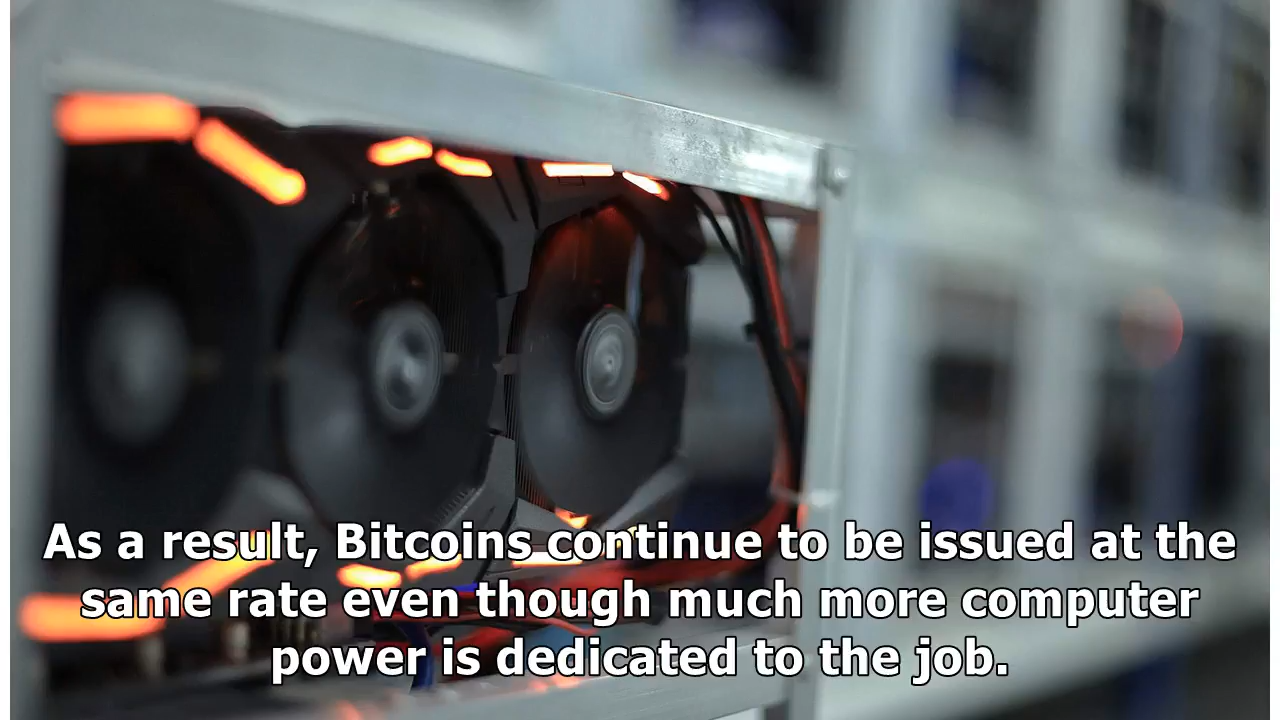 As a result, Bitcoins continue to be issued at the
same rate even though much more computer
power is dedicated to the job.